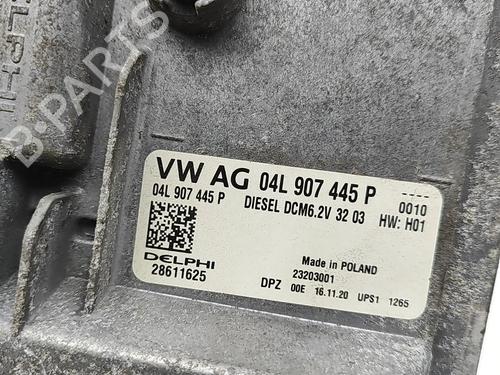 DELPHI
B-PARTS
VW AG 04L 907 445 P
04L 907 445 P DIESEL DCM6.2V 32 03 0010
HW: H01
DELPHI
28611625
Made in POLAND
23203001
DPZ 00E 16.11.20 UPS1 1265